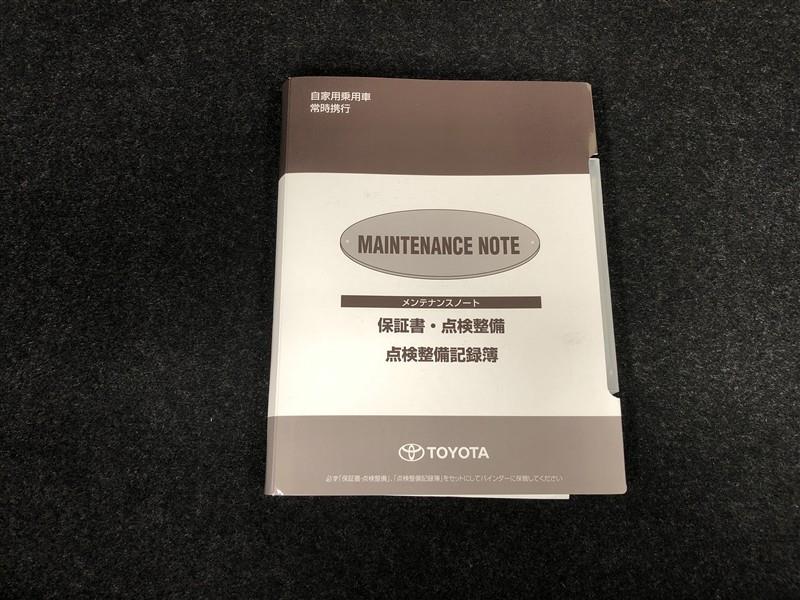 自家用乗用車
常時携行
MAINTENANCE NOTE
メンテナンスノート
保証書・点検整備
点検整備記録簿
TOYOTA
必ず「保証書・点検整備」、「点検整備記録簿」をセットにしてバインダーに保管してください